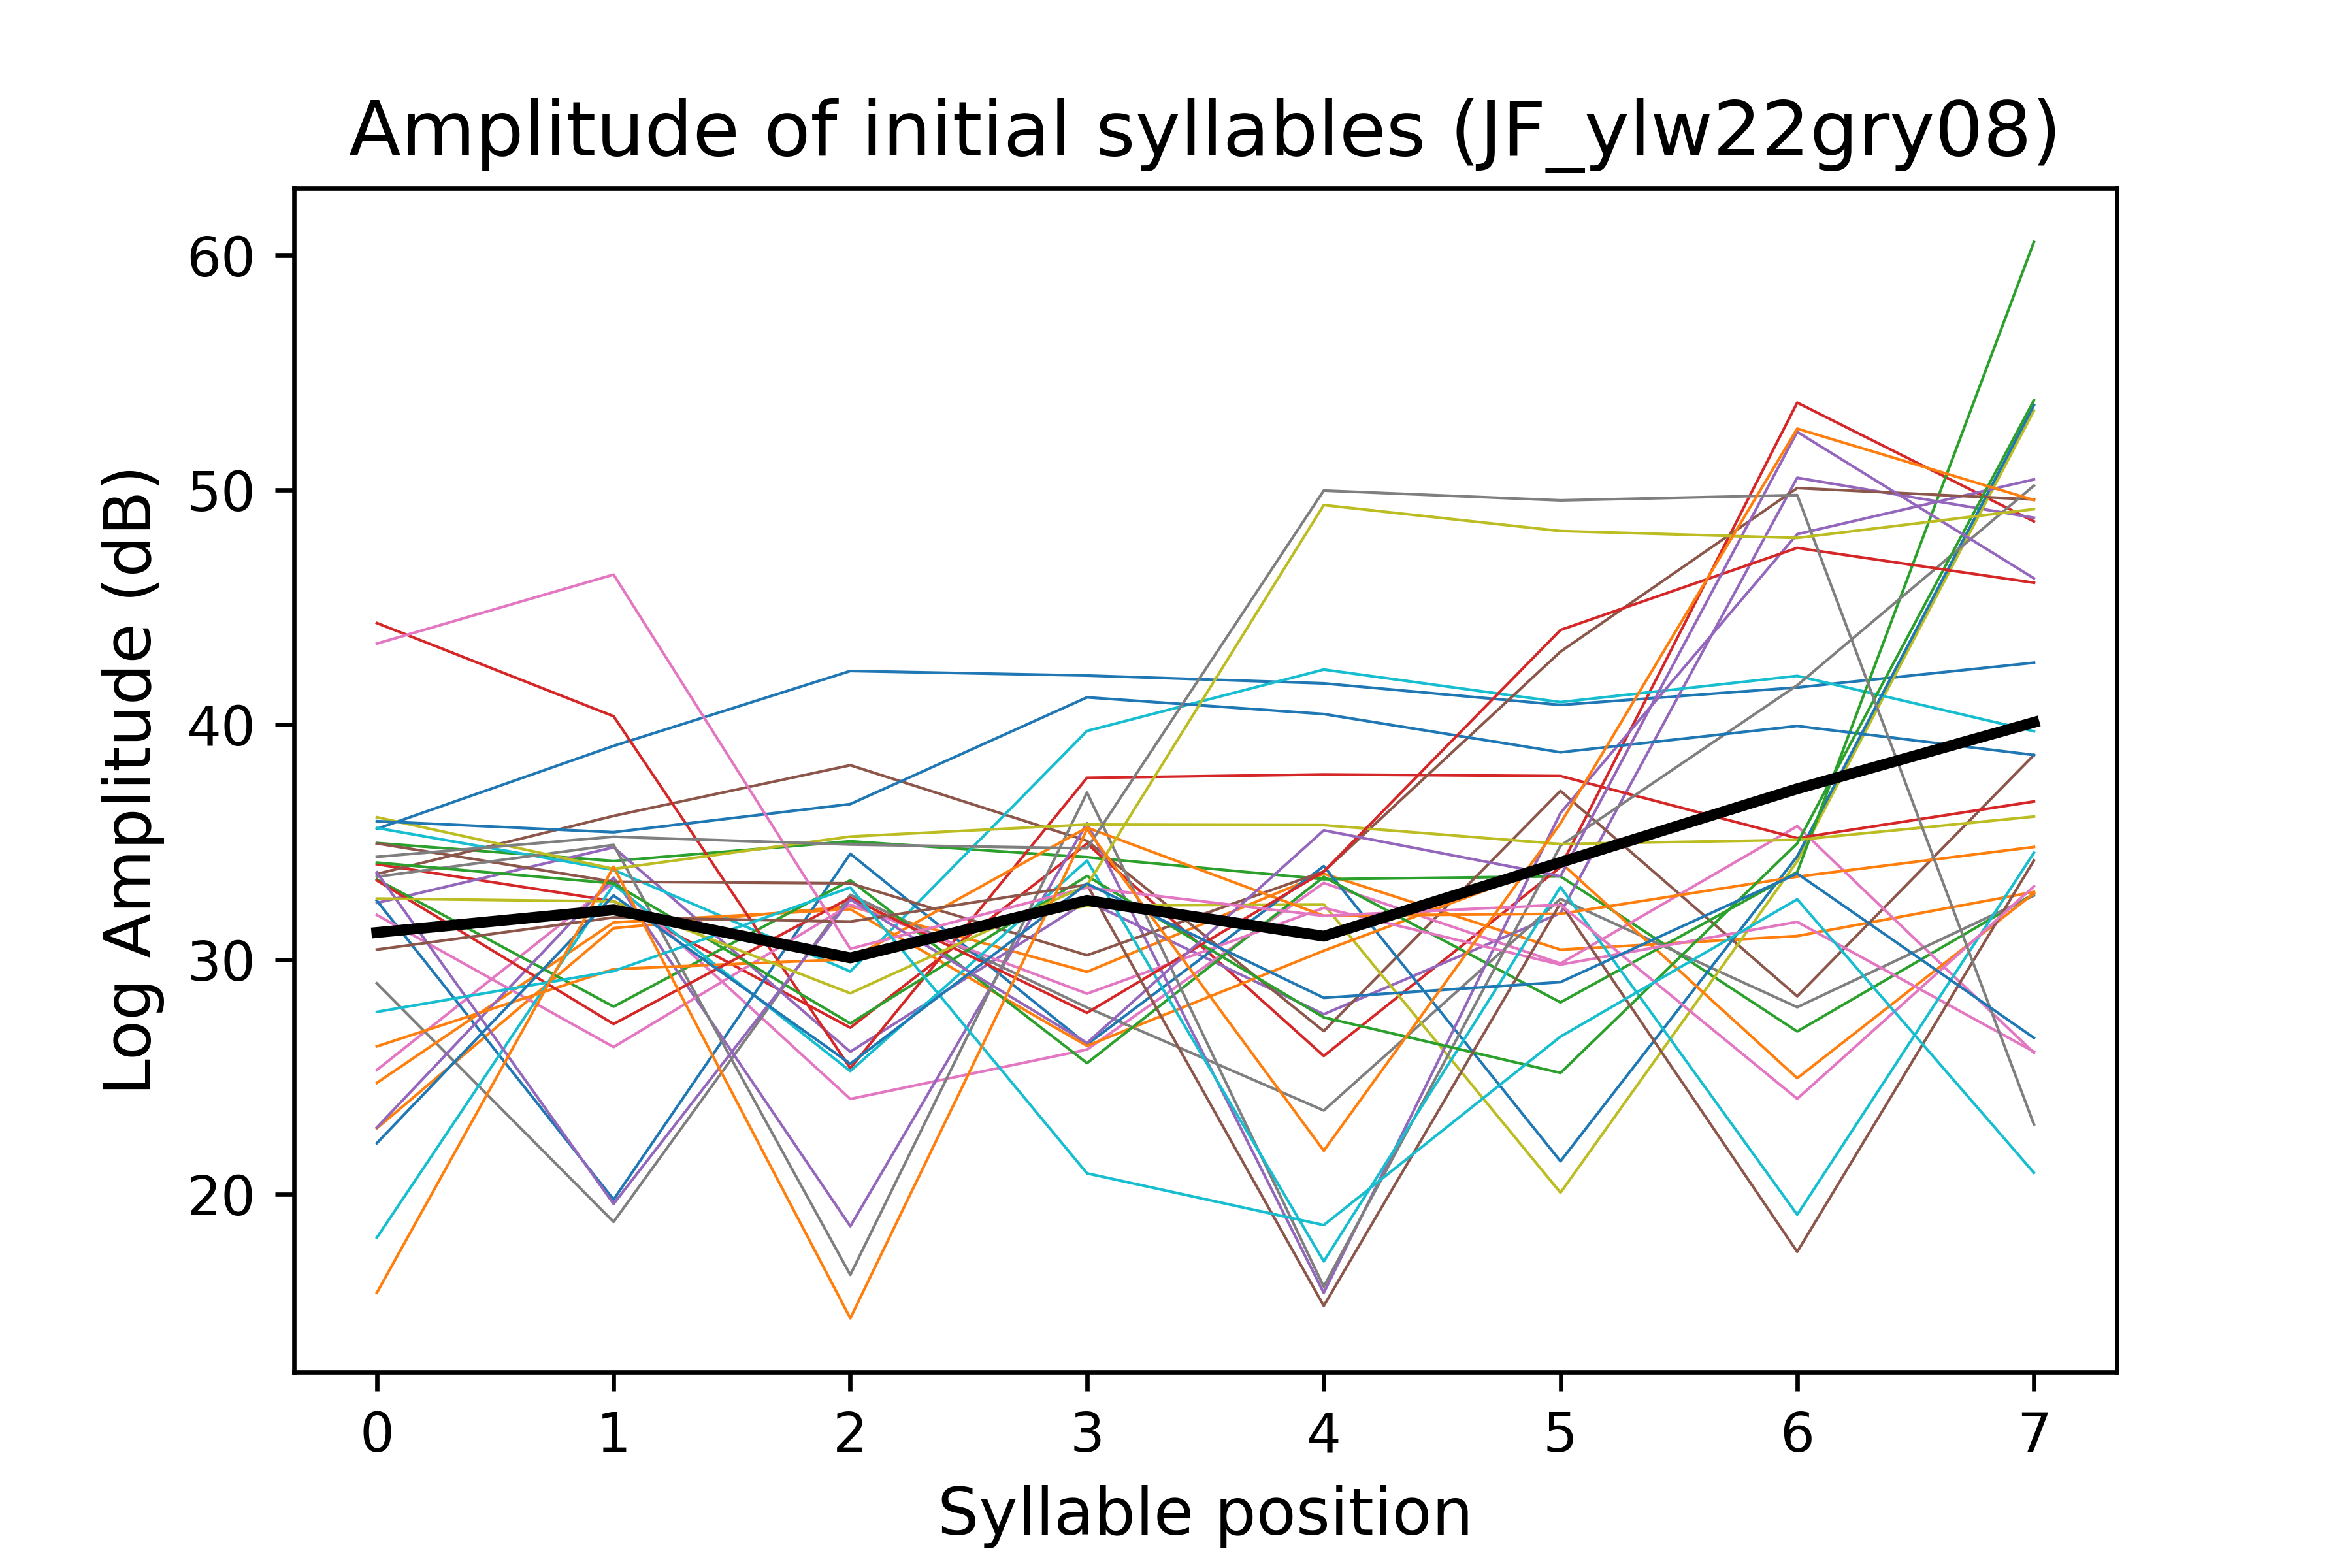 Amplitude of initial syllables (JF_ylw22gry08)
Log Amplitude (dB)
60
50
40
30
20
0 1 2 3 4 5 6 7
Syllable position